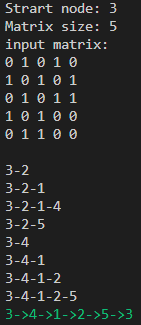 Strart node: 3
Matrix size: 5
input matrix:
0 1 0 1 0
1 0 1 0 1
0 1 0 1 1
1 0 1 0 0
0 1 1 0 0

3-2
3-2-1
3-2-1-4
3-2-5
3-4
3-4-1
3-4-1-2
3-4-1-2-5
3->4->1->2->5->3